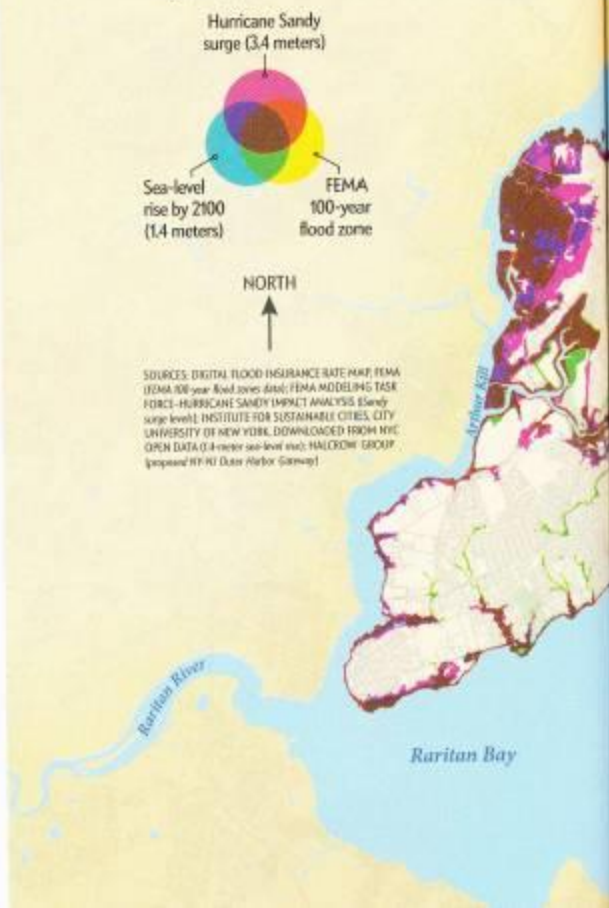 Hurricane Sandy
surge (3.4 meters)
Sea-level
rise by 2100
(1.4 meters)
FEMA
100-year
flood zone
NORTH
SOURCES: DIGITAL FLOOD INSURANCE RATE MAP, FEMA
(FEMA 100-year flood zones data); FEMA MODELING TASK
FORCE–HURRICANE SANDY IMPACT ANALYSIS (Sandy
surge levels); INSTITUTE FOR SUSTAINABLE CITIES, CITY
UNIVERSITY OF NEW YORK, DOWNLOADED FROM NYC
OPEN DATA (1.4-meter sea-level rise); HALCROW GROUP
(proposed NY-NJ Outer Harbor Gateway)
Arthur Kill
Raritan River
Raritan Bay